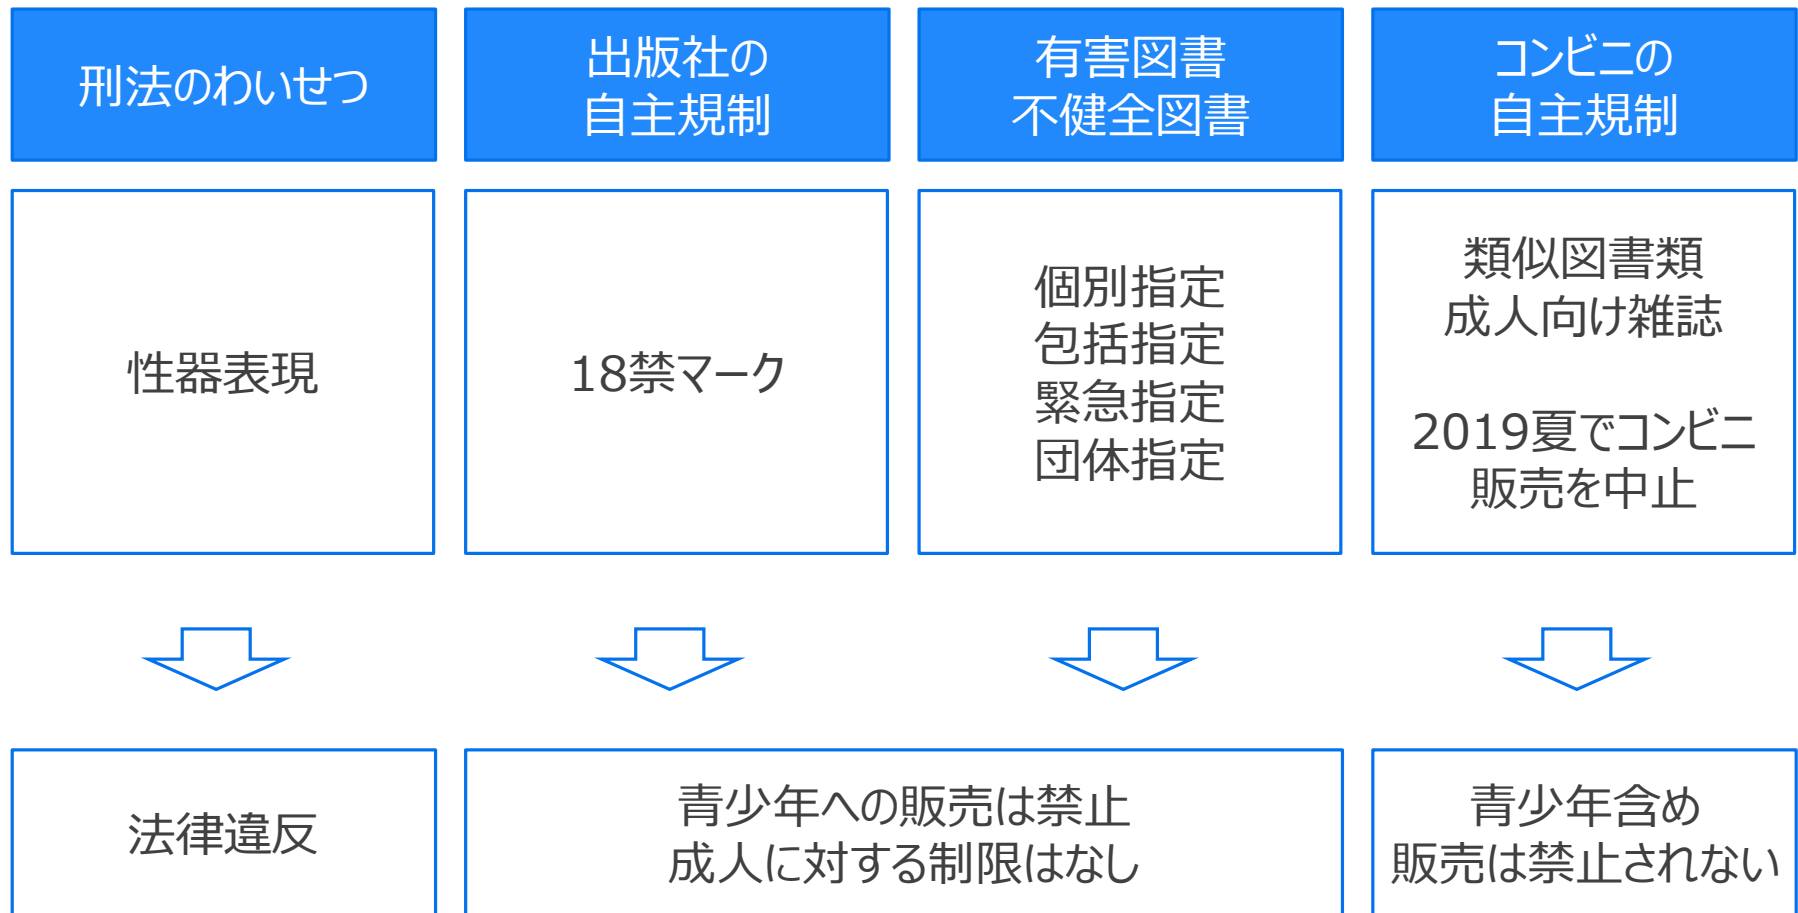 刑法のわいせつ
出版社の
自主規制
有害図書
不健全図書
コンビニの
自主規制
性器表現
18禁マーク
個別指定
包括指定
緊急指定
団体指定
類似図書類
成人向け雑誌
2019夏でコンビニ
販売を中止
法律違反
青少年への販売は禁止
成人に対する制限はなし
青少年含め
販売は禁止されない